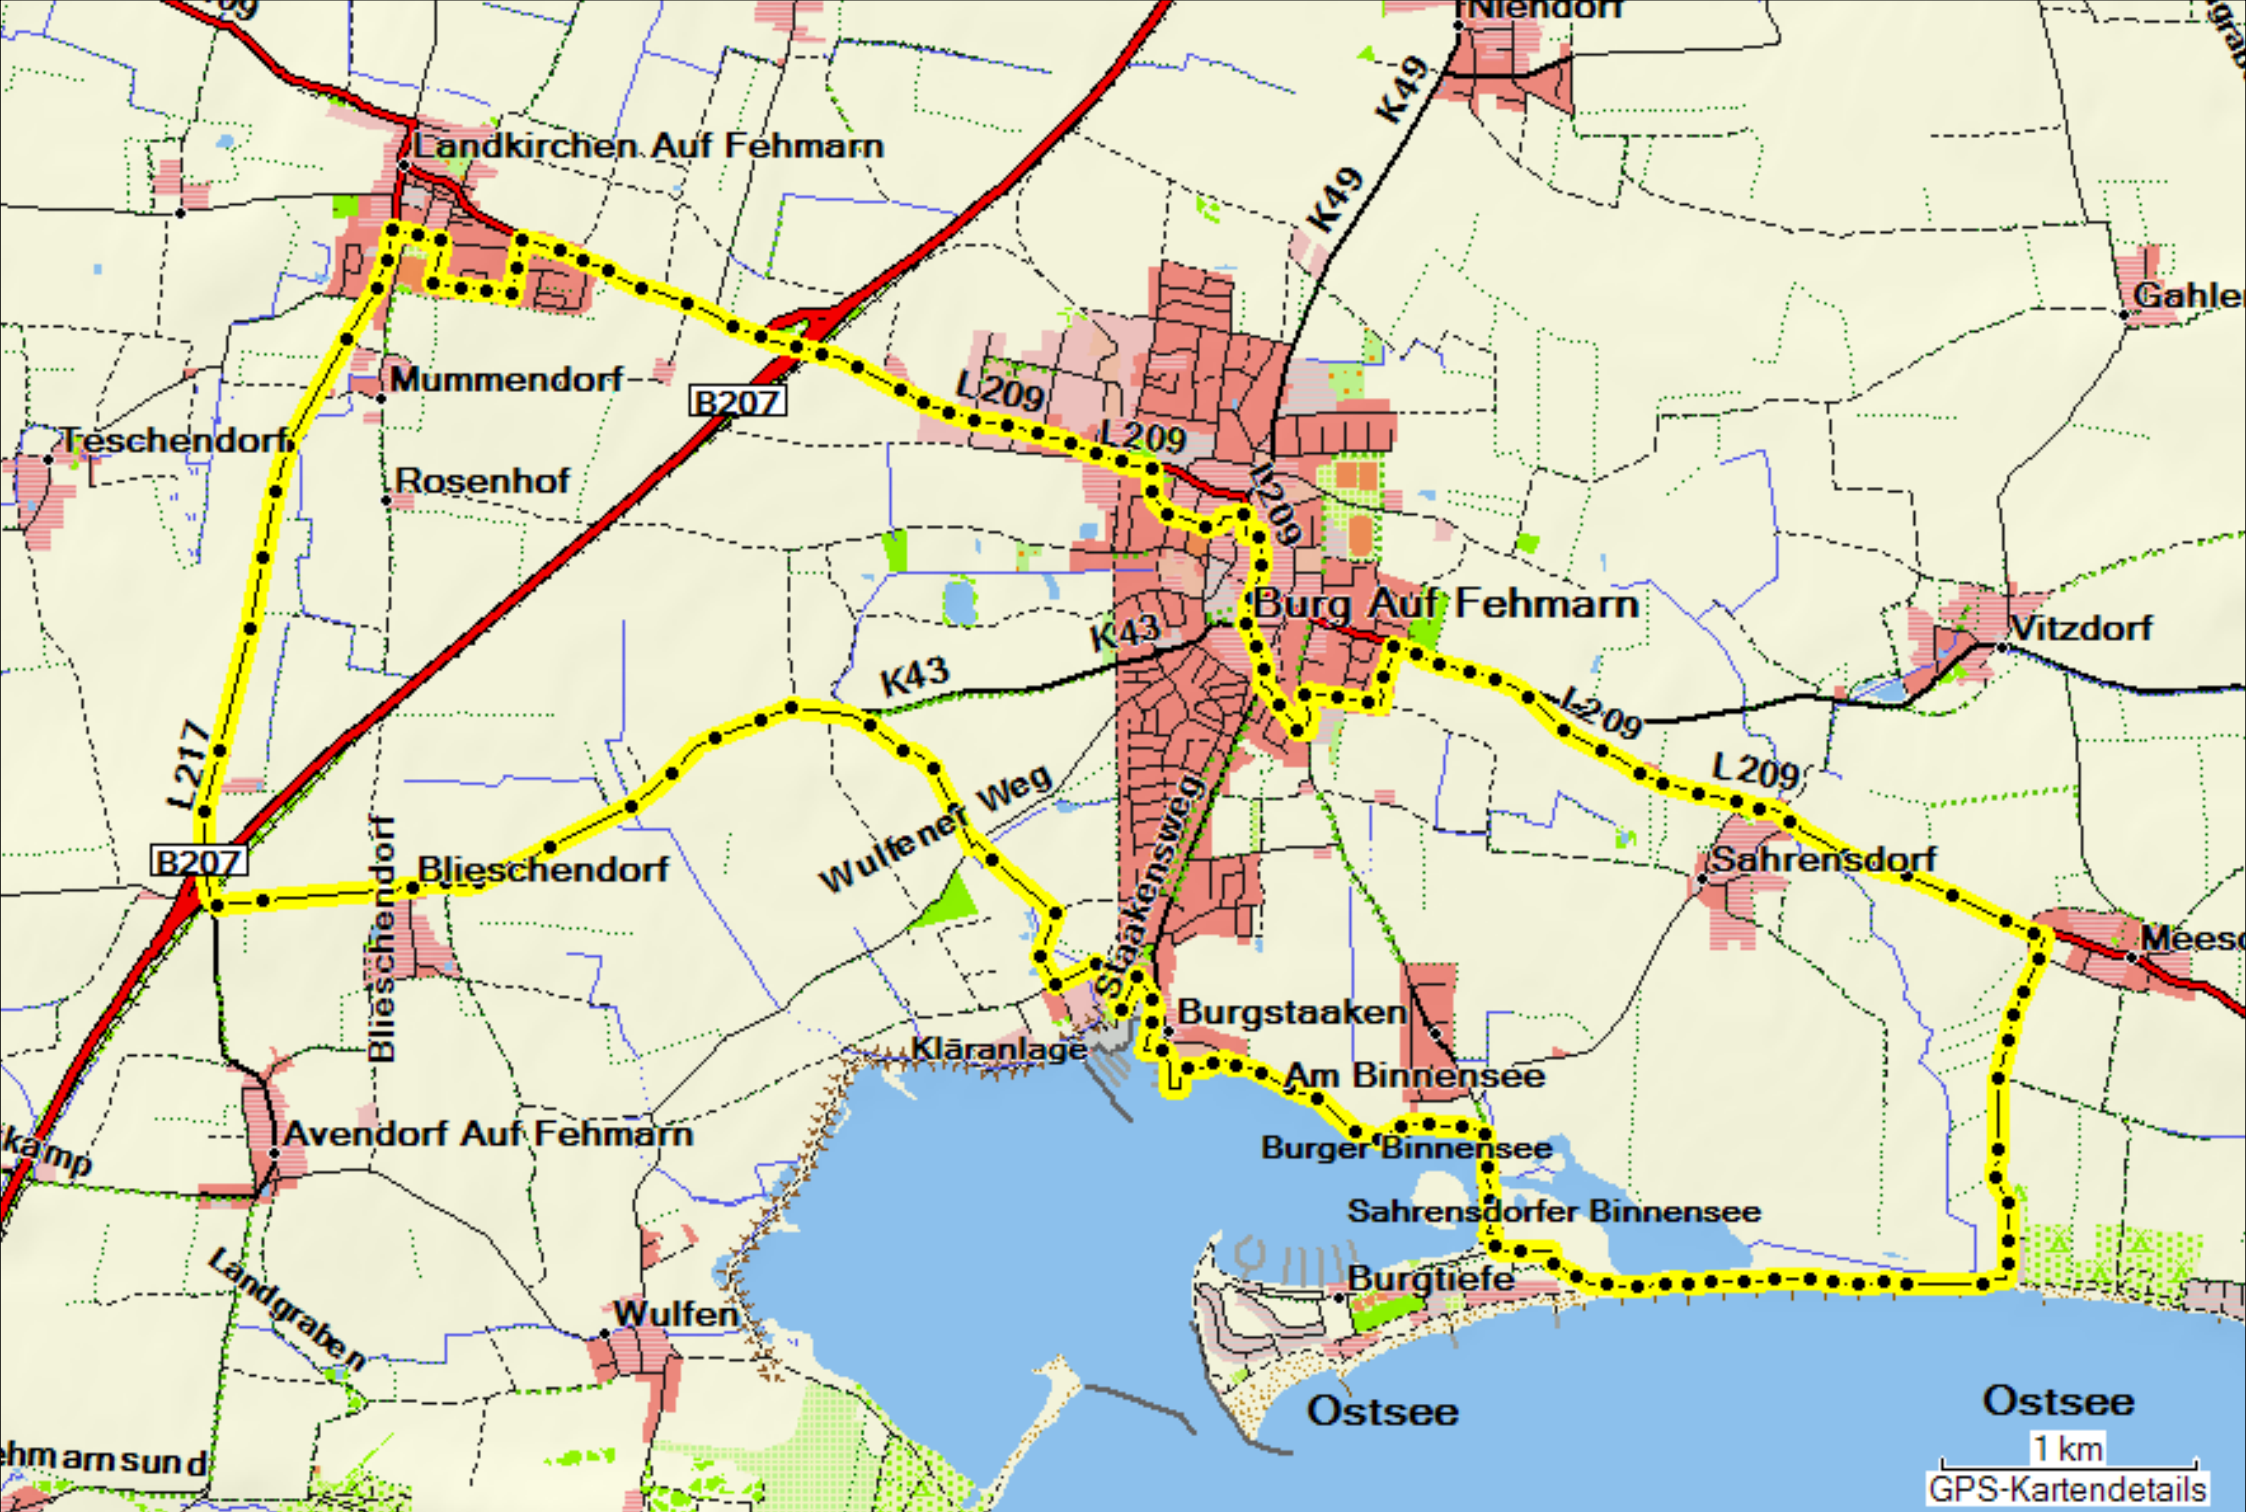 09
Niendorf
K49
Landkirchen Auf Fehmarn
K49
Mummendorf
B207
L209
L209
Teschendorf
Rosenhof
L209
Burg Auf Fehmarn
Vitzdorf
K43
K43
L217
L209
L209
Wulfener Weg
B207
Blieschendorf
Blieschendorf
Staakensweg
Sahrensdorf
Burgstaaken
Kläranlage
Am Binnensee
Avendorf Auf Fehmarn
kamp
Burger Binnensee
Sahrensdorfer Binnensee
Landgraben
Burgtiefe
Wulfen
Ostsee
Ostsee
1 km
ehmarnsund
GPS-Kartendetails